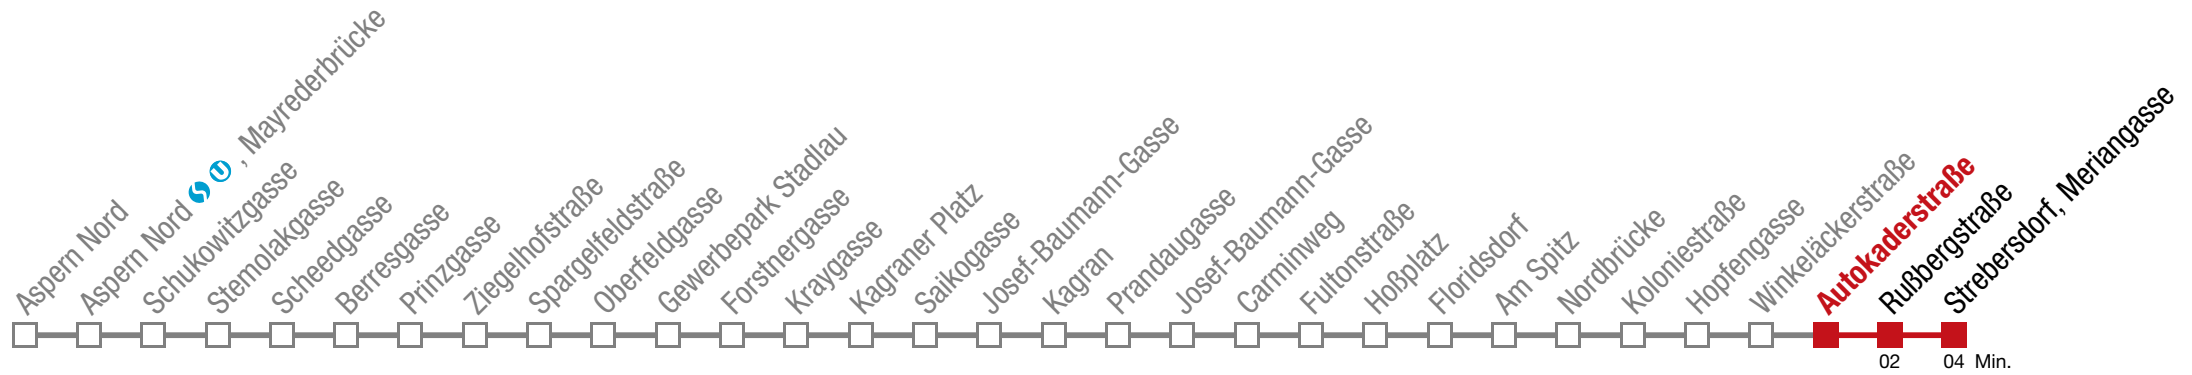 Aspern Nord
Aspern Nord S U , Mayrederbrücke
Schukowitzgasse
Stemolakgasse
Scheedgasse
Berresgasse
Prinzgasse
Ziegelhofstraße
Spargelfeldstraße
Oberfeldgasse
Gewerbepark Stadlau
Forstnergasse
Kraygasse
Kagraner Platz
Saikogasse
Josef-Baumann-Gasse
Kagran
Prandaugasse
Josef-Baumann-Gasse
Carminweg
Fultonstraße
Hoßplatz
Floridsdorf
Am Spitz
Nordbrücke
Koloniestraße
Hopfengasse
Winkeläckerstraße
Autokaderstraße
Rußbergstraße
Strebersdorf, Meriangasse
02 04 Min.